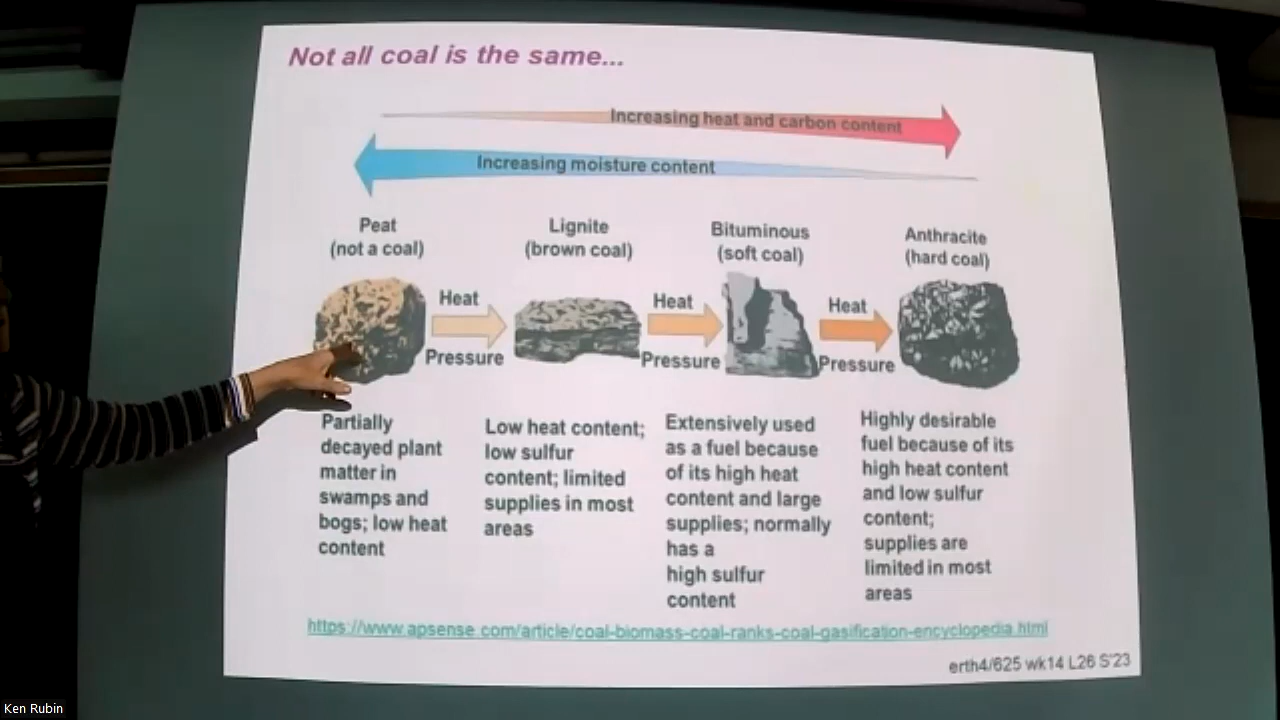 Not all coal is the same...
Increasing heat and carbon content
Increasing moisture content
Peat
(not a coal)
Lignite
(brown coal)
Bituminous
(soft coal)
Anthracite
(hard coal)
Heat
Pressure
Heat
Pressure
Heat
Pressure
Partially
decayed plant
matter in
swamps and
bogs; low heat
content
Low heat content;
low sulfur
content; limited
supplies in most
areas
Extensively used
as a fuel because
of its high heat
content and large
supplies; normally
has a
high sulfur
content
Highly desirable
fuel because of its
high heat content
and low sulfur
content;
supplies are
limited in most
areas
https://www.apsense.com/article/coal-biomass-coal-ranks-coal-gasification-encyclopedia.html
erth4/625 wk14 L26 S'23
Ken Rubin